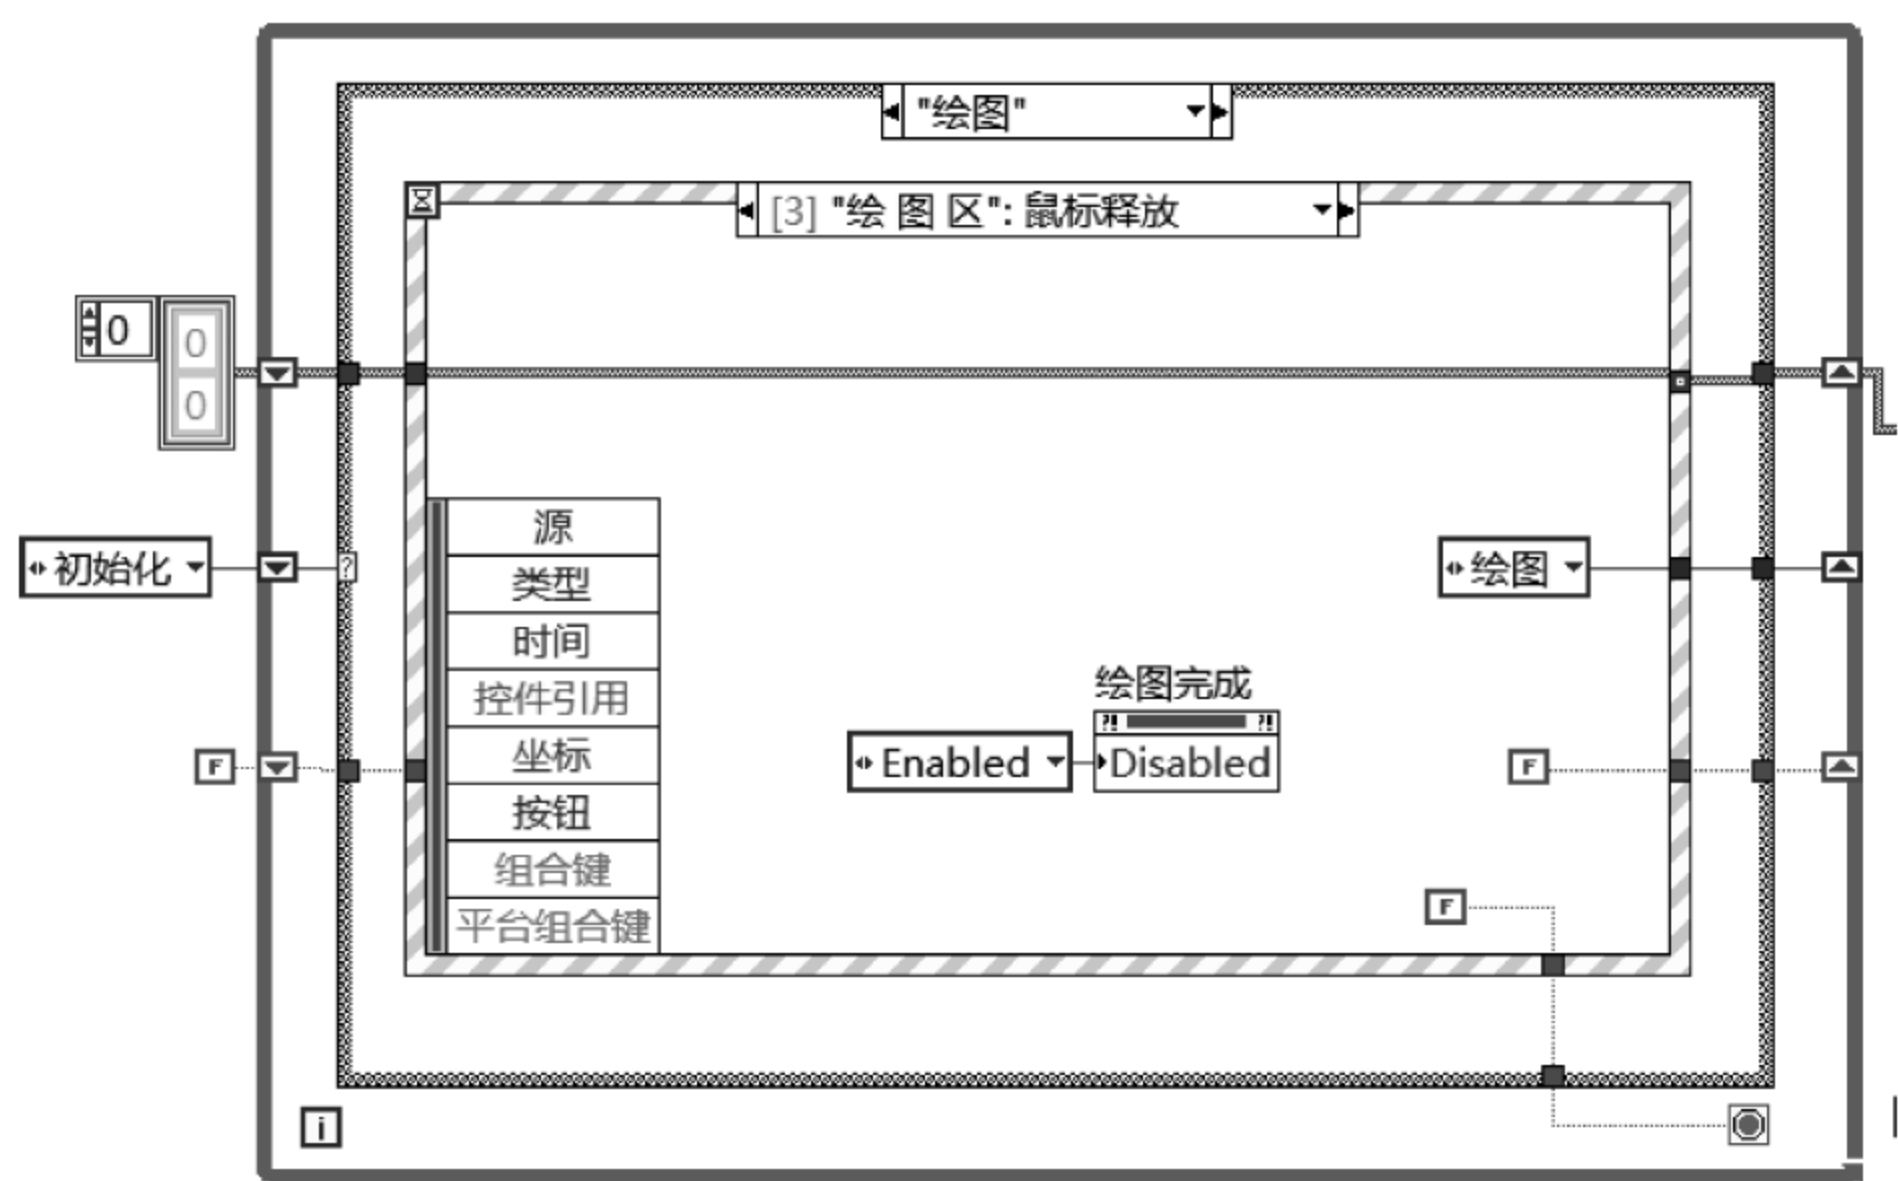 "绘图"
[3] "绘 图 区": 鼠标释放
0
0
0
源
初始化
?
绘图
类型
时间
控件引用
绘图完成
?! ?!
坐标
Enabled
Disabled
F
F
按钮
组合键
F
平台组合键
i